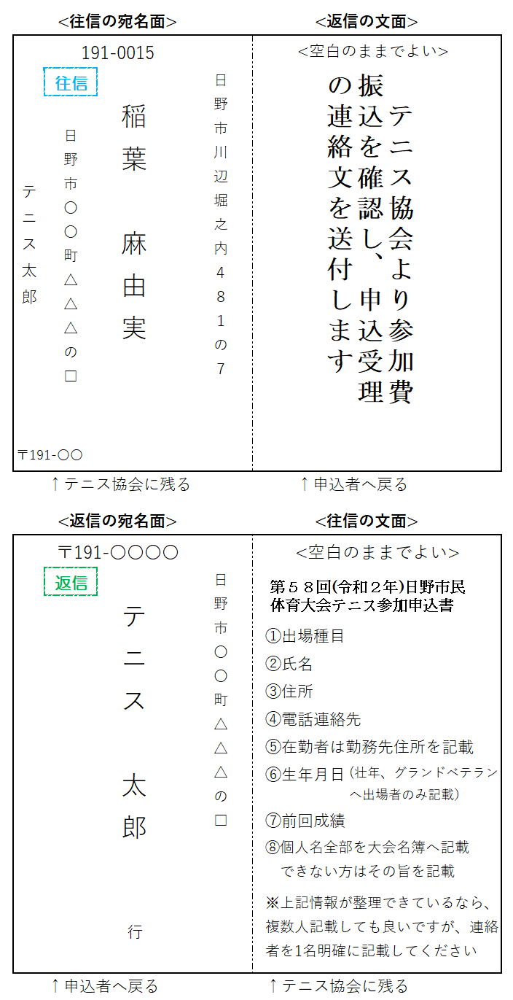 <往信の宛名面>
191-0015
往信
日野市川辺堀之内481の7
稲葉 麻由実
日野市〇〇町△△△の□
テニス太郎
〒191-〇〇
↑テニス協会に残る
<返信の文面>
<空白のままでよい>
テニス協会より参加費
振込を確認し、申込受理
の連絡文を送付します
↑申込者へ戻る
<返信の宛名面>
〒191-〇〇〇〇
返信
日野市〇〇町△△△の□
テニス 太郎
行
↑申込者へ戻る
<往信の文面>
<空白のままでよい>
第５８回(令和２年)日野市民
体育大会テニス参加申込書
①出場種目
②氏名
③住所
④電話連絡先
⑤在勤者は勤務先住所を記載
⑥生年月日(壮年、グランドベテラン
へ出場者のみ記載)
⑦前回成績
⑧個人名全部を大会名簿へ記載
できない方はその旨を記載
※上記情報が整理できているなら、
複数人記載しても良いですが、連絡
者を1名明確に記載してください
↑テニス協会に残る